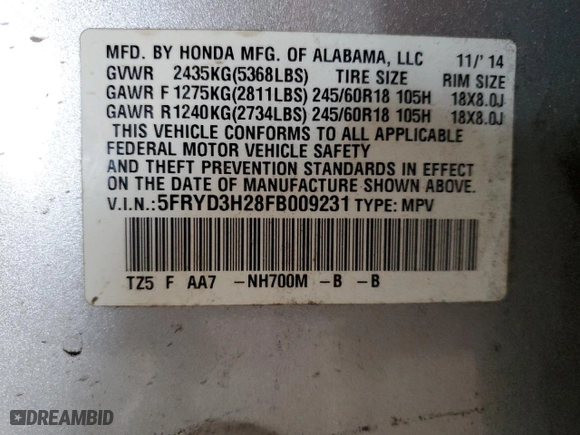 MFD. BY HONDA MFG. OF ALABAMA, LLC 11/'14
GVWR 2435KG(5368LBS) TIRE SIZE RIM SIZE
GAWR F 1275KG(2811LBS) 245/60R18 105H 18X8.0J
GAWR R 1240KG(2734LBS) 245/60R18 105H 18X8.0J
THIS VEHICLE CONFORMS TO ALL APPLICABLE
FEDERAL MOTOR VEHICLE SAFETY
AND THEFT PREVENTION STANDARDS IN EFFECT
ON THE DATE OF MANUFACTURE SHOWN ABOVE.
V.I.N.: 5FRYD3H28FB009231 TYPE: MPV
TZ5 F AA7 -NH700M -B -B
DREAMBID